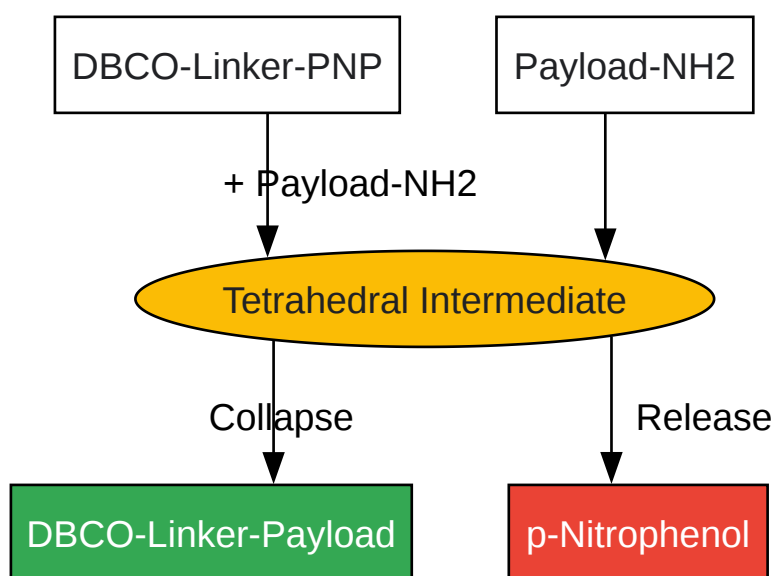 DBCO-Linker-PNP
Payload-NH2
+ Payload-NH2
Tetrahedral Intermediate
Collapse
Release
DBCO-Linker-Payload
p-Nitrophenol